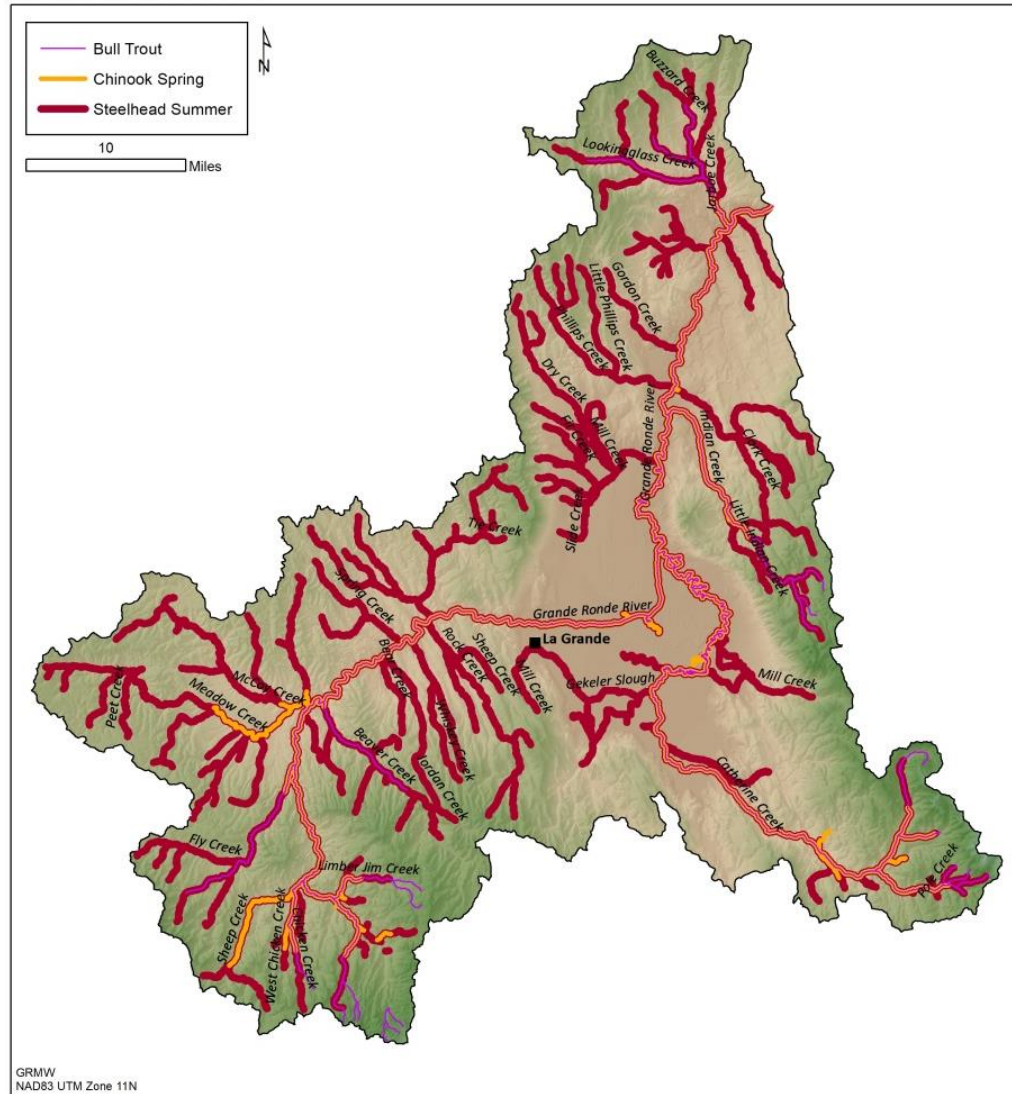 Bull Trout
Chinook Spring
Steelhead Summer
N
10
Miles
Buzzard Creek
Lookingglass Creek
Jarboe Creek
Gordon Creek
Little Phillips Creek
Phillips Creek
Dry Creek
Fir Creek
Mill Creek
Slide Creek
Grande Ronde River
Indian Creek
Clark Creek
Little Indian Creek
Tie Creek
Spring Creek
Grande Ronde River
La Grande
Rock Creek
Sheep Creek
Mill Creek
Gekeler Slough
Mill Creek
Bear Creek
Whiskey Creek
Jordan Creek
Beaver Creek
McCoy Creek
Meadow Creek
Peet Creek
Catherine Creek
Pole Creek
Fly Creek
Limber Jim Creek
Sheep Creek
West Chicken Creek
Chicken Creek
GRMW
NAD83 UTM Zone 11N